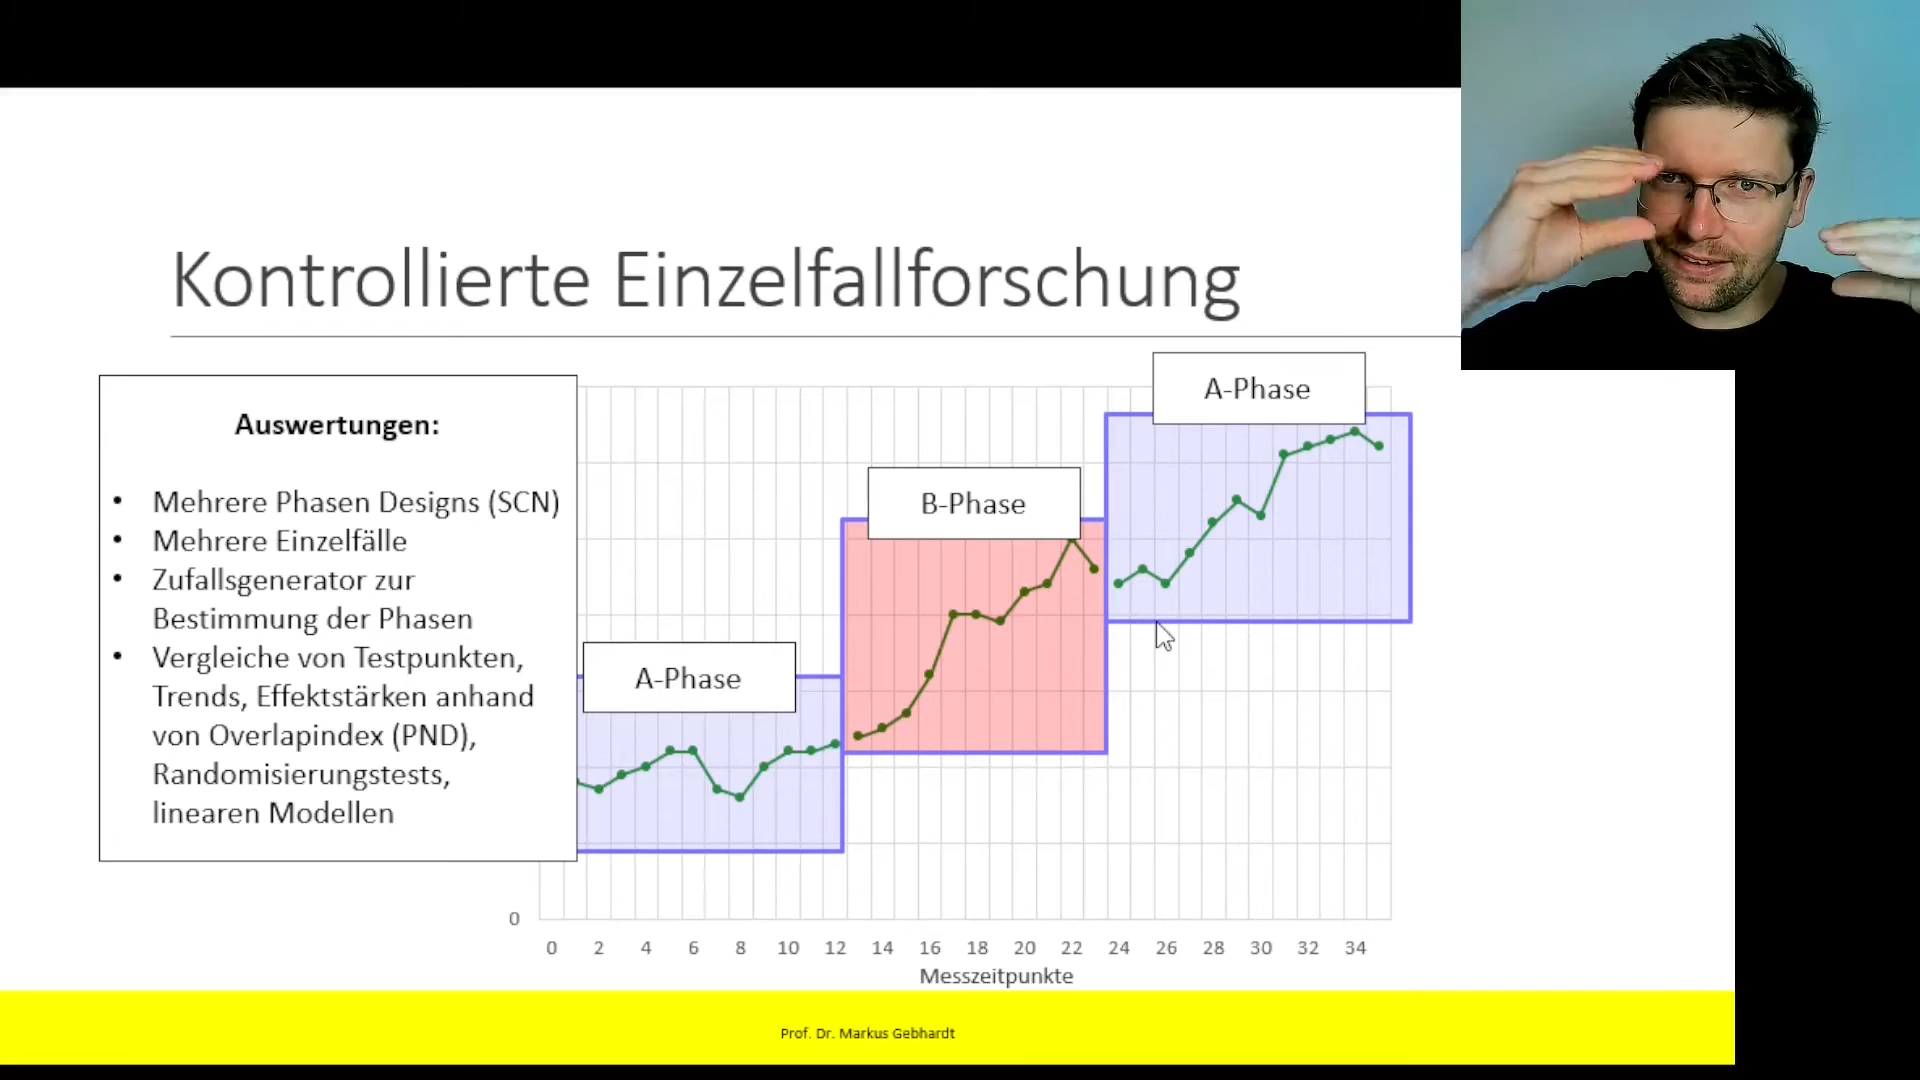 Kontrollierte Einzelfallforschung
Auswertungen:
• Mehrere Phasen Designs (SCN)
• Mehrere Einzelfälle
• Zufallsgenerator zur
Bestimmung der Phasen
• Vergleiche von Testpunkten,
Trends, Effektstärken anhand
von Overlapindex (PND),
Randomisierungstests,
linearen Modellen
A-Phase
B-Phase
A-Phase
0
0 2 4 6 8 10 12 14 16 18 20 22 24 26 28 30 32 34
Messzeitpunkte
Prof. Dr. Markus Gebhardt